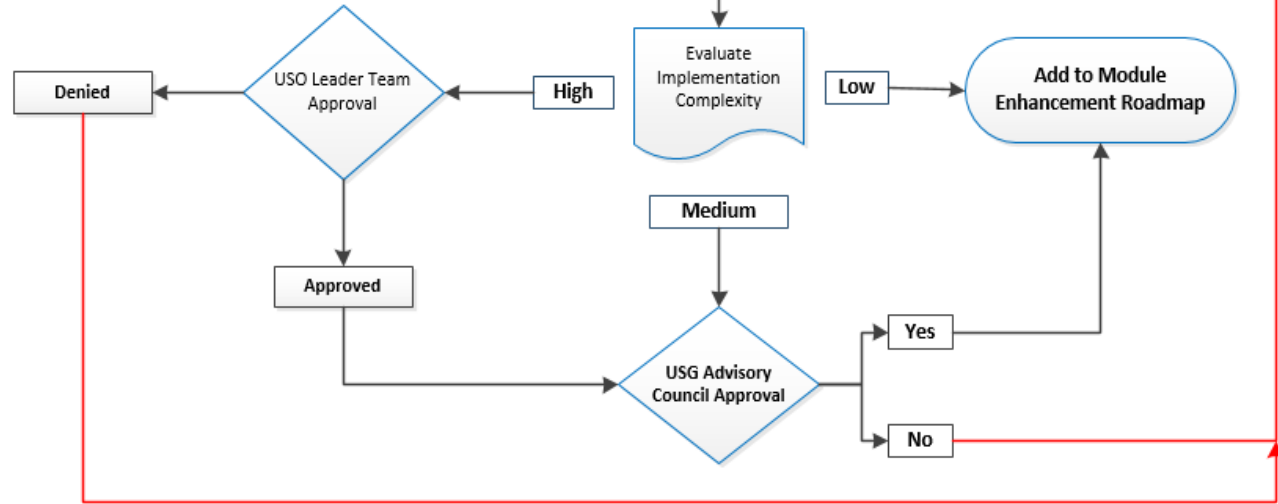 Denied
USO Leader Team
Approval
High
Evaluate
Implementation
Complexity
Low
Add to Module
Enhancement Roadmap
Medium
Approved
USG Advisory
Council Approval
Yes
No